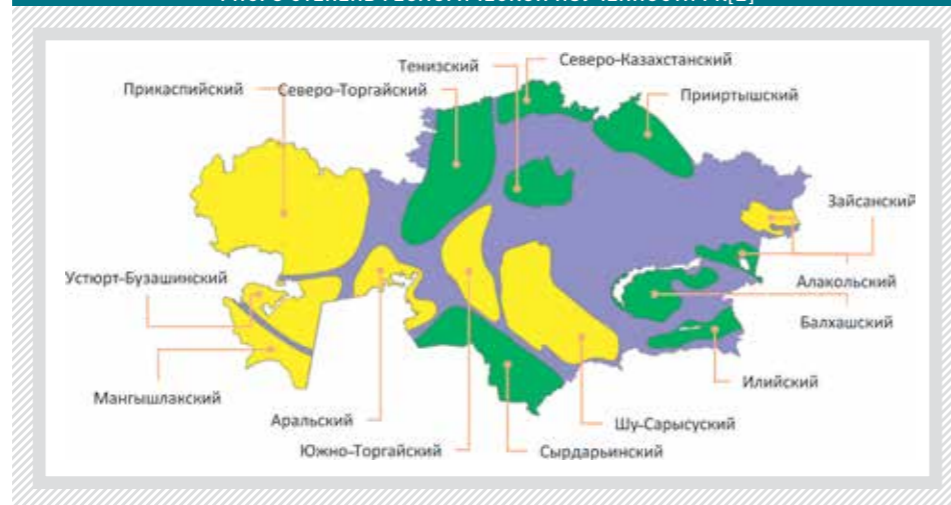 Северо-Казахстанский
Тенизский
Прикаспийский
Северо-Торгайский
Прииртышский
Зайсанский
Устюрт-Бузашинский
Алакольский
Балхашский
Илийский
Мангышлакский
Аральский
Шу-Сарысуский
Южно-Торгайский
Сырдарьинский